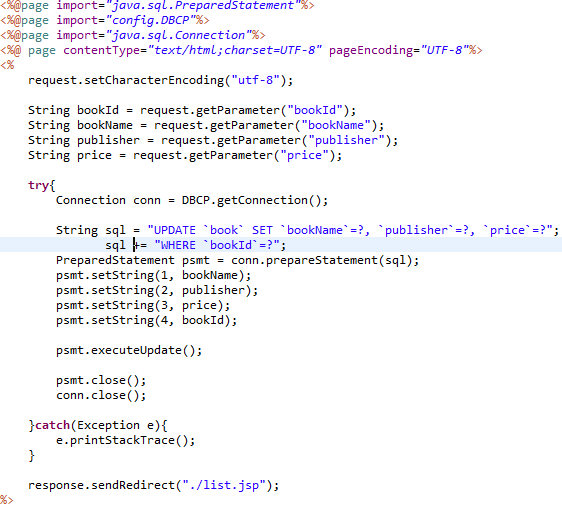 <%@page import="java.sql.PreparedStatement"%>
<%@page import="config.DBCP"%>
<%@page import="java.sql.Connection"%>
<%@ page contentType="text/html;charset=UTF-8" pageEncoding="UTF-8"%>
<%
request.setCharacterEncoding("utf-8");
String bookId = request.getParameter("bookId");
String bookName = request.getParameter("bookName");
String publisher = request.getParameter("publisher");
String price = request.getParameter("price");
try{
Connection conn = DBCP.getConnection();
String sql = "UPDATE `book` SET `bookName`=?, `publisher`=?, `price`=?";
sql += "WHERE `bookId`=?";
PreparedStatement psmt = conn.prepareStatement(sql);
psmt.setString(1, bookName);
psmt.setString(2, publisher);
psmt.setString(3, price);
psmt.setString(4, bookId);
psmt.executeUpdate();
psmt.close();
conn.close();
}catch(Exception e){
e.printStackTrace();
}
response.sendRedirect("./list.jsp");
%>